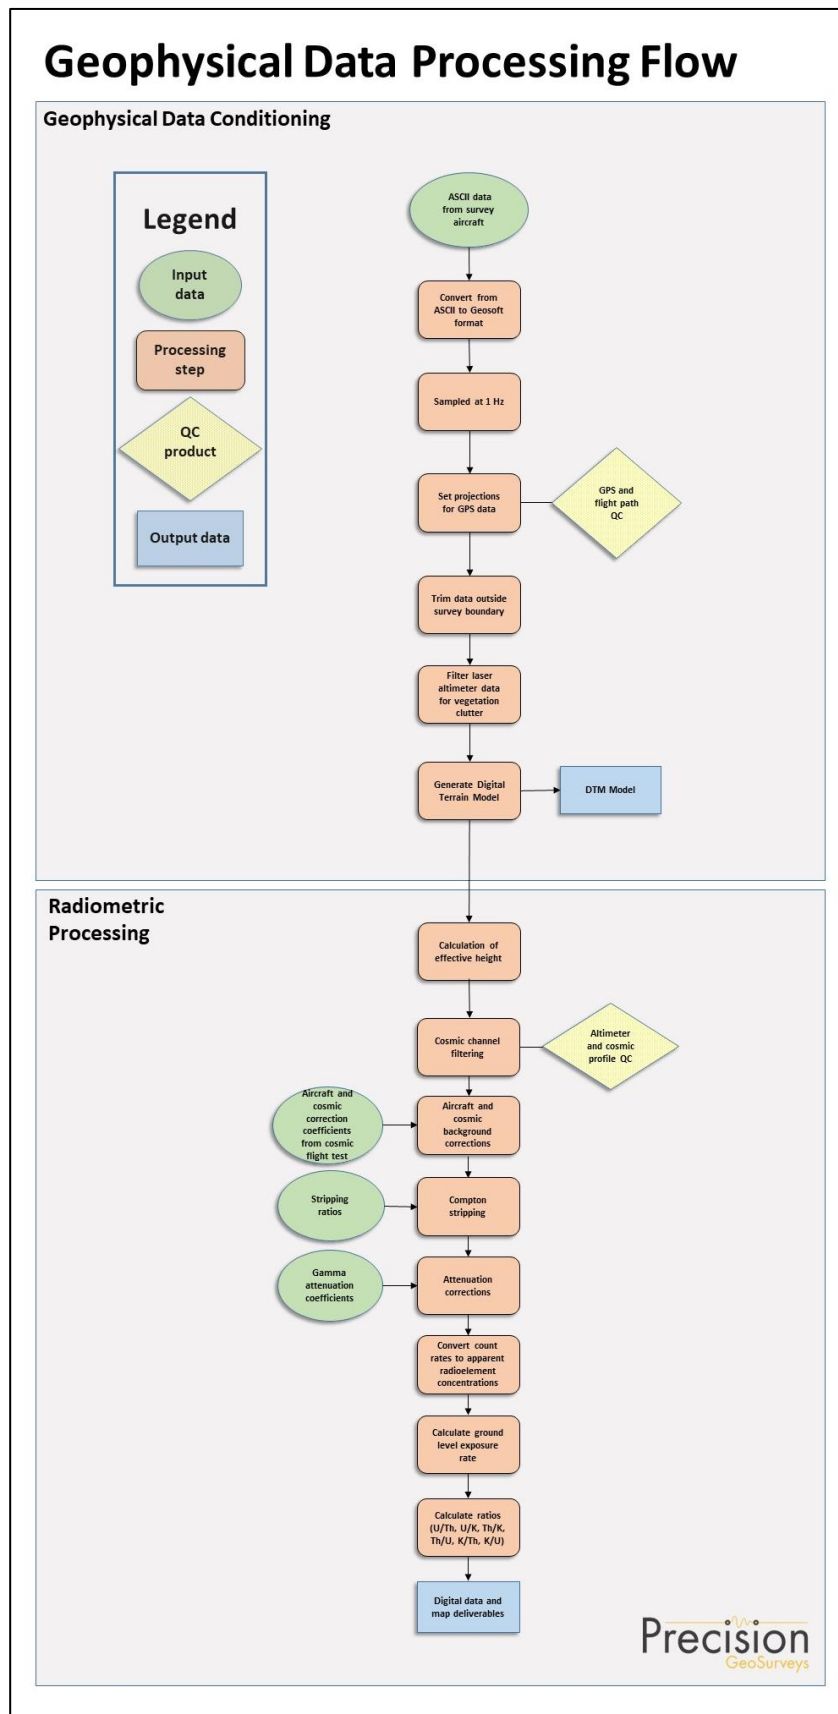 Geophysical Data Processing Flow
Geophysical Data Conditioning
Legend
Input
data
Processing
step
QC
product
Output data
ASCII data
from survey
aircraft
Convert from
ASCII to Geosoft
format
Sampled at 1 Hz
Set projections
for GPS data
GPS and
flight path
QC
Trim data outside
survey boundary
Filter laser
altimeter data
for vegetation
clutter
Generate Digital
Terrain Model
DTM Model
Radiometric
Processing
Calculation of
effective height
Cosmic channel
filtering
Altimeter
and cosmic
profile QC
Aircraft and
cosmic
correction
coefficients
from cosmic
flight test
Aircraft and
cosmic
background
corrections
Stripping
ratios
Compton
stripping
Gamma
attenuation
coefficients
Attenuation
corrections
Convert count
rates to apparent
radioelement
concentrations
Calculate ground
level exposure
rate
Calculate ratios
(U/Th, U/K, Th/K,
Th/U, K/Th, K/U)
Digital data and
map deliverables
Precision
GeoSurveys